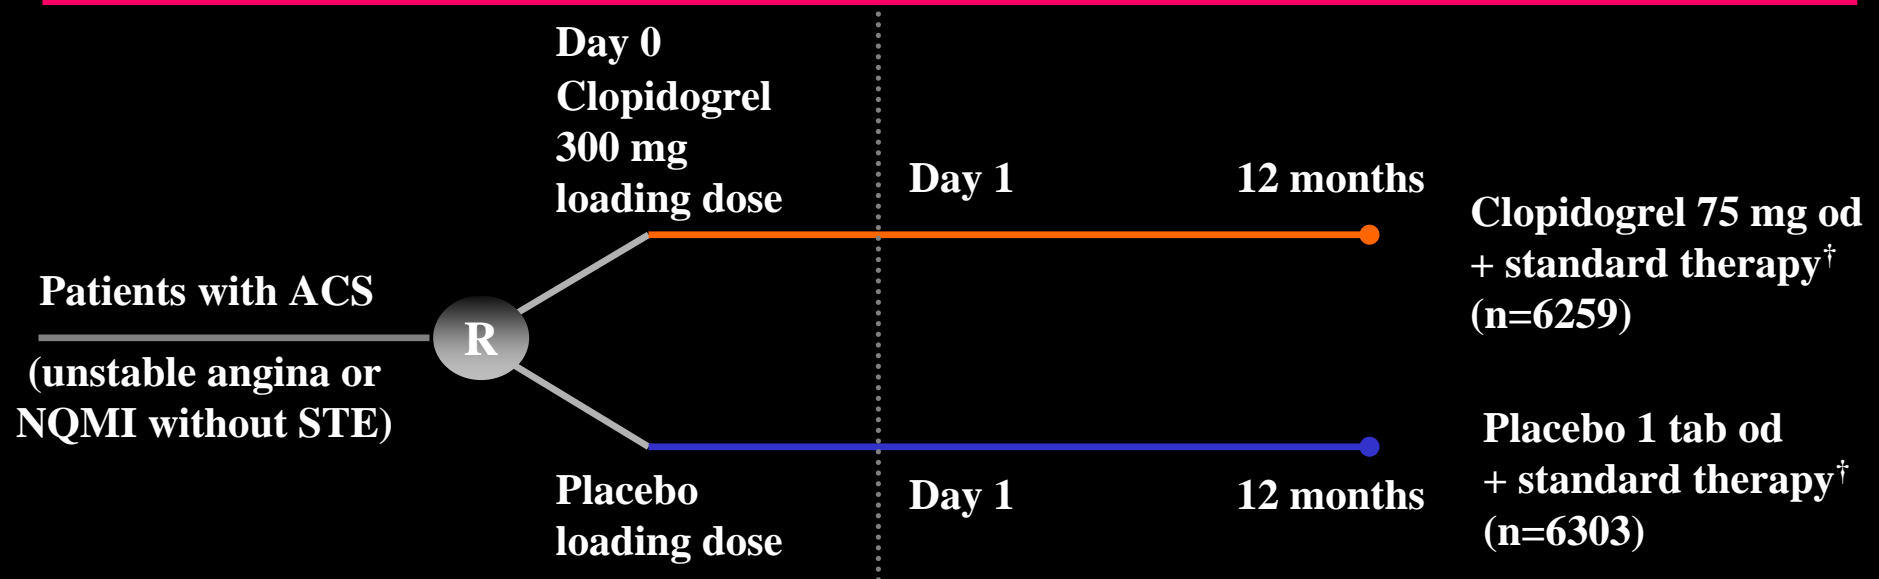 Day 0
Clopidogrel
300 mg
loading dose
Day 1
12 months
Clopidogrel 75 mg od
+ standard therapy†
(n=6259)
Patients with ACS
R
(unstable angina or
NQMI without STE)
Placebo
loading dose
Day 1
12 months
Placebo 1 tab od
+ standard therapy†
(n=6303)